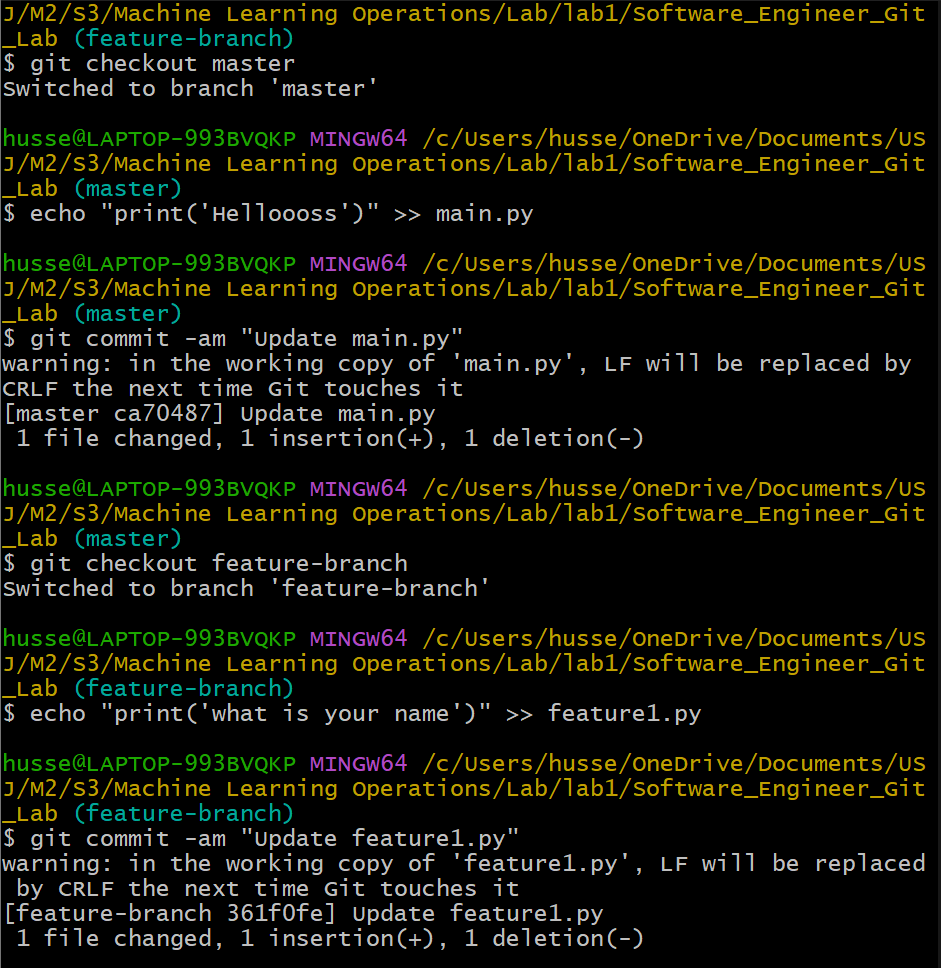 J/M2/S3/Machine Learning Operations/Lab/lab1/Software_Engineer_Git
_Lab (feature-branch)
$ git checkout master
Switched to branch 'master'
husse@LAPTOP-993BVQKP MINGW64 /c/Users/husse/OneDrive/Documents/US
J/M2/S3/Machine Learning Operations/Lab/lab1/Software_Engineer_Git
_Lab (master)
$ echo "print('Delloooss')" >> main.py
husse@LAPTOP-993BVQKP MINGW64 /c/Users/husse/OneDrive/Documents/US
J/M2/S3/Machine Learning Operations/Lab/lab1/Software_Engineer_Git
_Lab (master)
$ git commit -am "Update main.py"
warning: in the working copy of 'main.py', LF will be replaced by
CRLF the next time Git touches it
[master ca70487] Update main.py
 1 file changed, 1 insertion(+), 1 deletion(-)
husse@LAPTOP-993BVQKP MINGW64 /c/Users/husse/OneDrive/Documents/US
J/M2/S3/Machine Learning Operations/Lab/lab1/Software_Engineer_Git
_Lab (master)
$ git checkout feature-branch
Switched to branch 'feature-branch'
husse@LAPTOP-993BVQKP MINGW64 /c/Users/husse/OneDrive/Documents/US
J/M2/S3/Machine Learning Operations/Lab/lab1/Software_Engineer_Git
_Lab (feature-branch)
$ echo "print('what is your name')" >> feature1.py
husse@LAPTOP-993BVQKP MINGW64 /c/Users/husse/OneDrive/Documents/US
J/M2/S3/Machine Learning Operations/Lab/lab1/Software_Engineer_Git
_Lab (feature-branch)
$ git commit -am "Update feature1.py"
warning: in the working copy of 'feature1.py', LF will be replaced
 by CRLF the next time Git touches it
[feature-branch 361f0fe] Update feature1.py
 1 file changed, 1 insertion(+), 1 deletion(-)